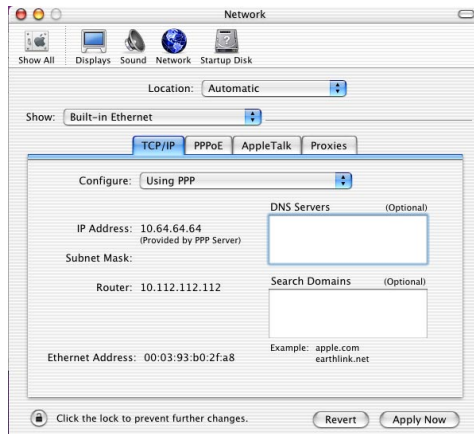 Network
Show All Displays Sound Network Startup Disk
Location: Automatic
Show: Built-in Ethernet
TCP/IP PPPoE AppleTalk Proxies
Configure: Using PPP
DNS Servers (Optional)
IP Address: 10.64.64.64
(Provided by PPP Server)
Subnet Mask:
Router: 10.112.112.112
Search Domains (Optional)
Example: apple.com
earthlink.net
Ethernet Address: 00:03:93:b0:2f:a8
Click the lock to prevent further changes.
Revert Apply Now